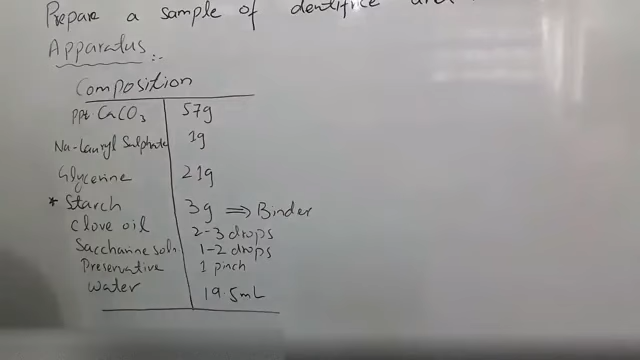 Prepare a sample of dentifrice and
Apparatus :-
Composition
ppt CaCO3 57g
Na-Lauryl Sulphate 1g
Glycerine 21g
* Starch 3g ⇒ Binder
Clove oil 2-3 drops
Saccharine soln 1-2 drops
Preservative 1 pinch
Water 19.5mL